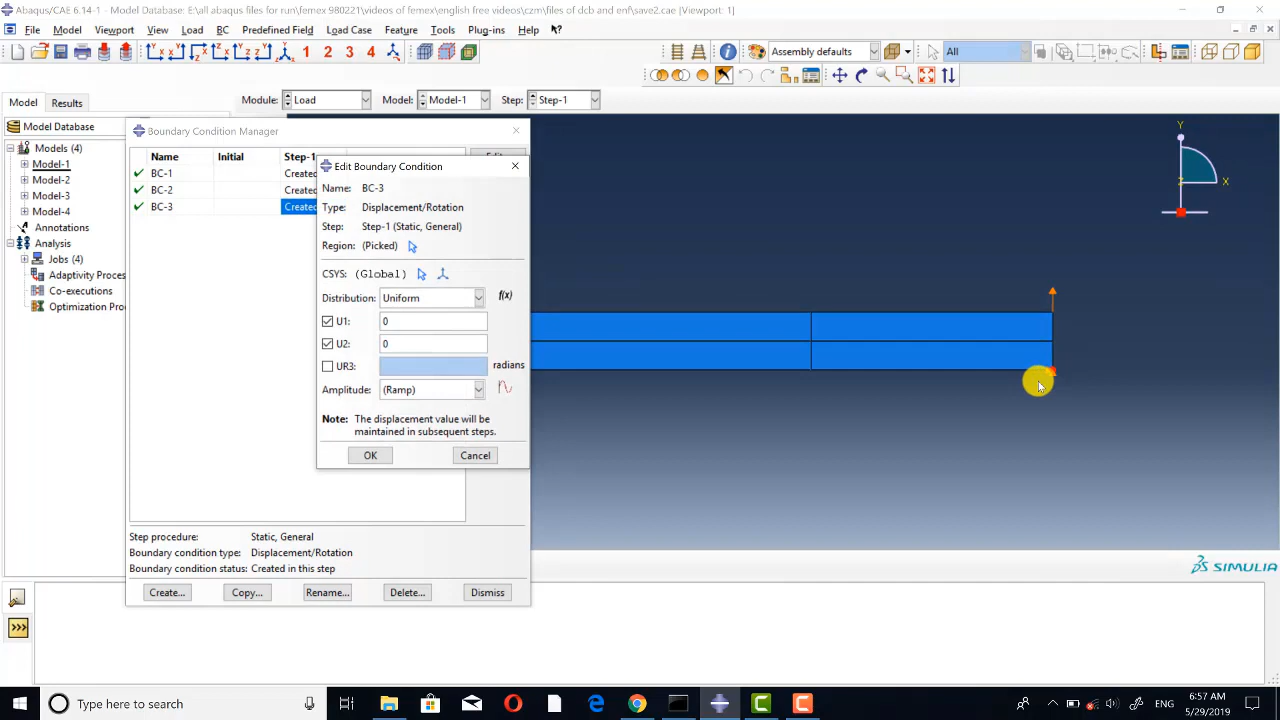 Abaqus/CAE 6.14-1 - Model Database: E:\all abaqus files for run\femex 980221\videos of femex\english free videos\czm\files of dcb and enf\save2.cae [Viewport: 1]
File Model Viewport View Load BC Predefined Field Load Case Feature Tools Plug-ins Help
1 2 3 4 Assembly defaults All
Model Results Module: Load Model: Model-1 Step: Step-1
Model Database
Models (4)
Model-1
Model-2
Model-3
Model-4
Annotations
Analysis
Jobs (4)
Adaptivity Proces
Co-executions
Optimization Proc
Boundary Condition Manager
Name Initial Step-1
BC-1 Created
BC-2 Created
BC-3 Created
Step procedure: Static, General
Boundary condition type: Displacement/Rotation
Boundary condition status: Created in this step
Create... Copy... Rename... Delete... Dismiss
Edit Boundary Condition
Name: BC-3
Type: Displacement/Rotation
Step: Step-1 (Static, General)
Region: (Picked)
CSYS: (Global)
Distribution: Uniform f(x)
U1: 0
U2: 0
UR3: radians
Amplitude: (Ramp)
Note: The displacement value will be
maintained in subsequent steps.
OK Cancel
Y
Z X
SIMULIA
>>>
Type here to search
ENG
6:57 AM
5/29/2019